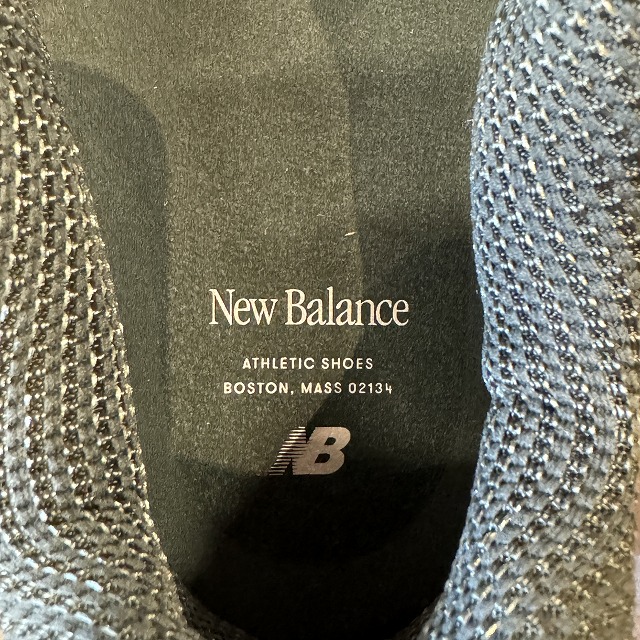 New Balance
ATHLETIC SHOES
BOSTON, MASS 02134
NB